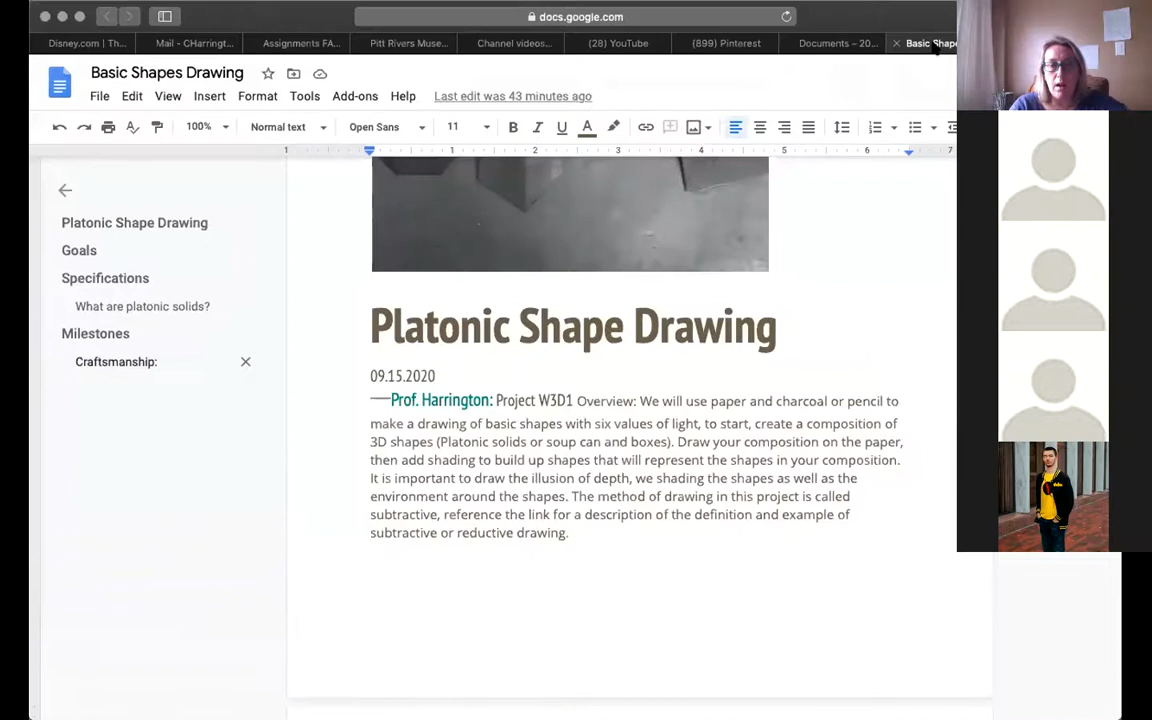 docs.google.com
Disney.com | Th...
Mail - CHarringt...
Assignments FA...
Pitt Rivers Muse...
Channel videos...
(28) YouTube
(899) Pinterest
Documents – 20...
Basic Shape
Basic Shapes Drawing
File Edit View Insert Format Tools Add-ons Help Last edit was 43 minutes ago
100% Normal text Open Sans 11 B I U A
1 1 2 3 4 5 6 7
Platonic Shape Drawing
Goals
Specifications
What are platonic solids?
Milestones
Craftsmanship:
Platonic Shape Drawing
09.15.2020
—Prof. Harrington: Project W3D1 Overview: We will use paper and charcoal or pencil to
make a drawing of basic shapes with six values of light, to start, create a composition of
3D shapes (Platonic solids or soup can and boxes). Draw your composition on the paper,
then add shading to build up shapes that will represent the shapes in your composition.
It is important to draw the illusion of depth, we shading the shapes as well as the
environment around the shapes. The method of drawing in this project is called
subtractive, reference the link for a description of the definition and example of
subtractive or reductive drawing.